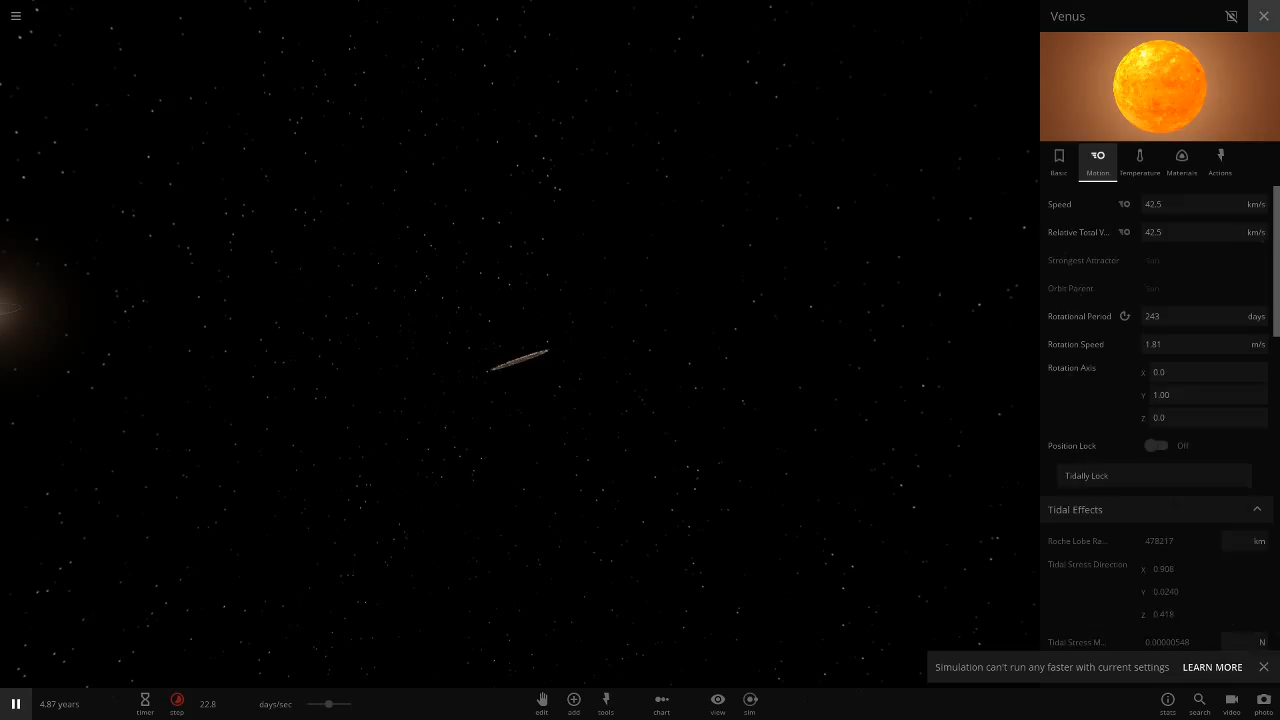 Venus
Basic
Motion
Temperature
Materials
Actions
Speed 42.5 km/s
Relative Total V... 42.5 km/s
Strongest Attractor Sun
Orbit Parent Sun
Rotational Period 243 days
Rotation Speed 1.81 m/s
Rotation Axis X 0.0
Y 1.00
Z 0.0
Position Lock Off
Tidally Lock
Tidal Effects
Roche Lobe Ra... 478217 km
Tidal Stress Direction X 0.908
Y 0.0240
Z 0.418
Tidal Stress M... 0.00000548 N
Simulation can't run any faster with current settings LEARN MORE
4.87 years
timer
step
22.8 days/sec
edit
add
tools
chart
view
sim
stats
search
video
photo